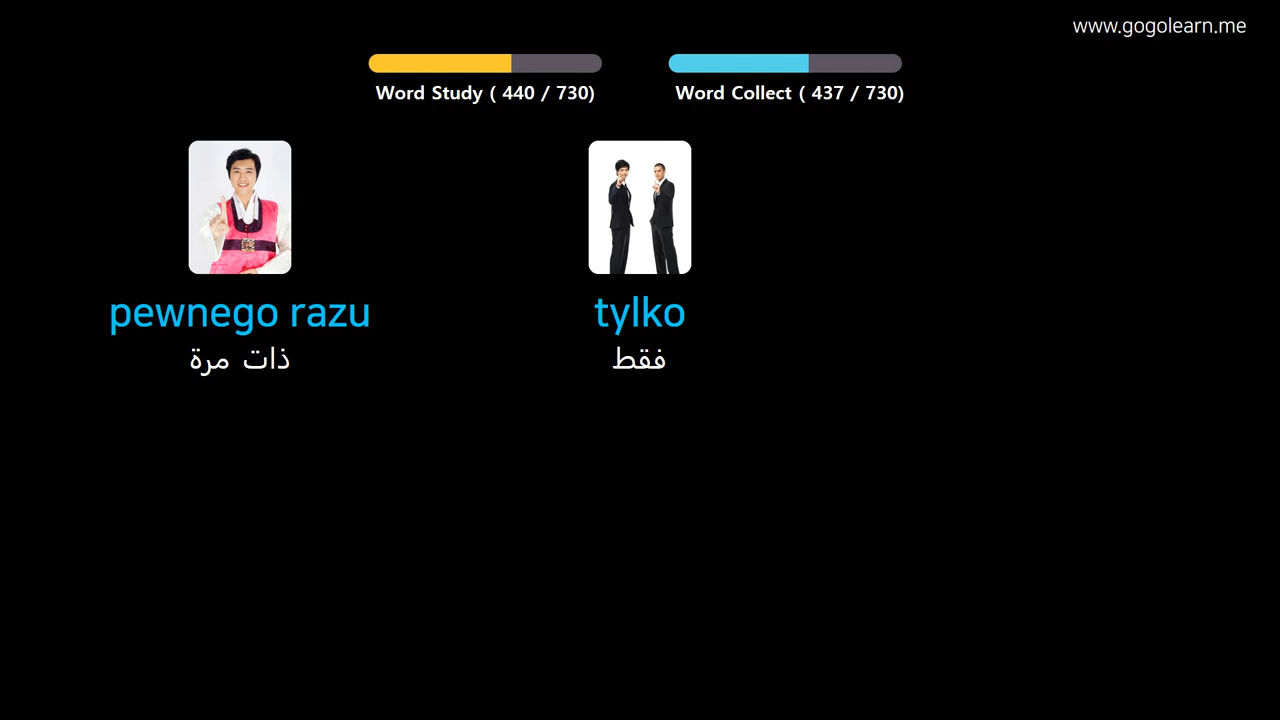 www.gogolearn.me
Word Study ( 440 / 730)
Word Collect ( 437 / 730)
pewnego razu
ذات مرة
tylko
فقط